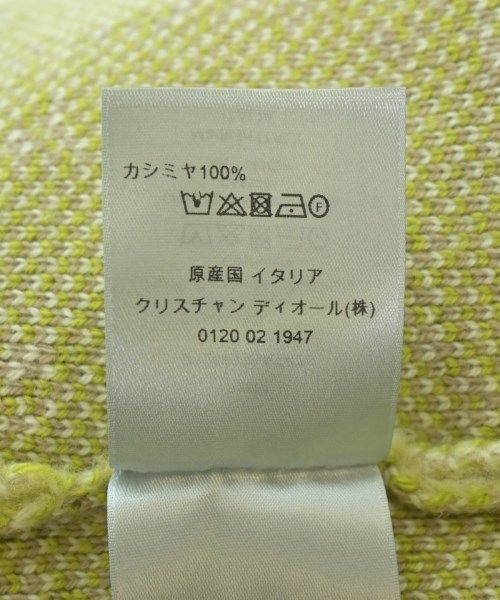 カシミヤ100%
F
原産国 イタリア
クリスチャン ディオール(株)
0120 02 1947